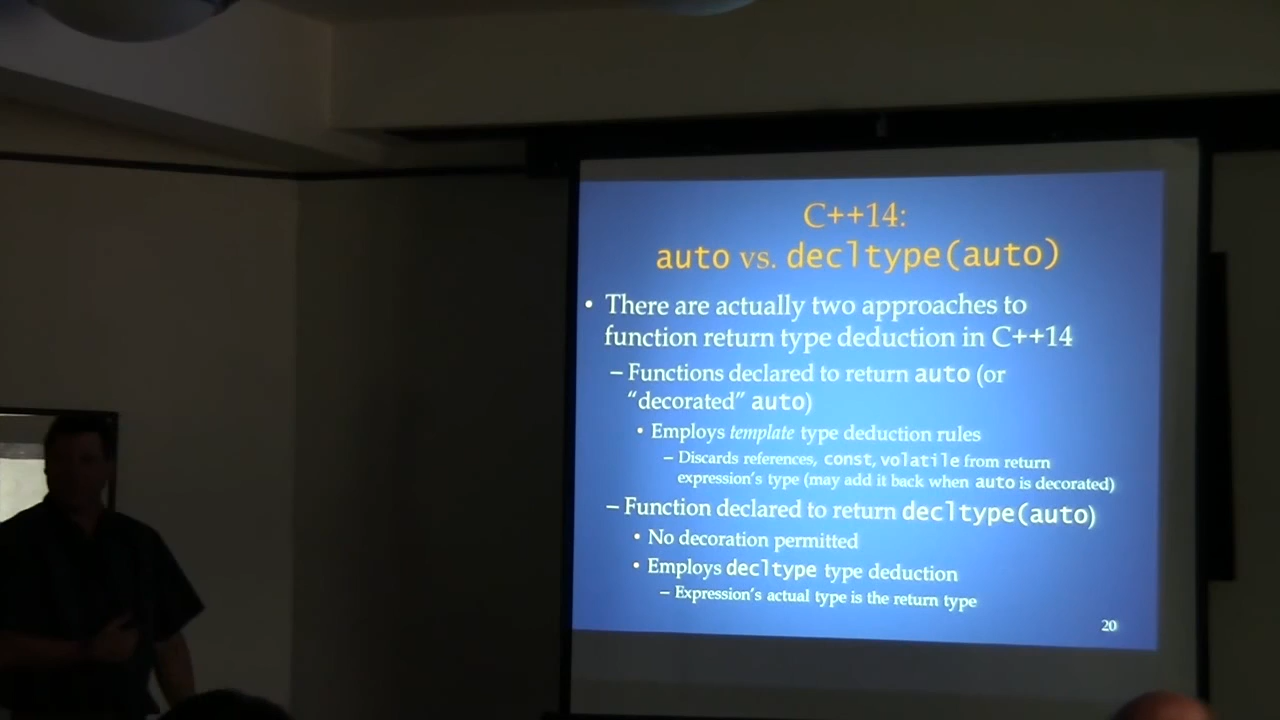 C++14:
auto vs. decltype(auto)
• There are actually two approaches to
function return type deduction in C++14
– Functions declared to return auto (or
“decorated” auto)
• Employs template type deduction rules
– Discards references, const, volatile from return
expression’s type (may add it back when auto is decorated)
– Function declared to return decltype(auto)
• No decoration permitted
• Employs decltype type deduction
– Expression’s actual type is the return type
20